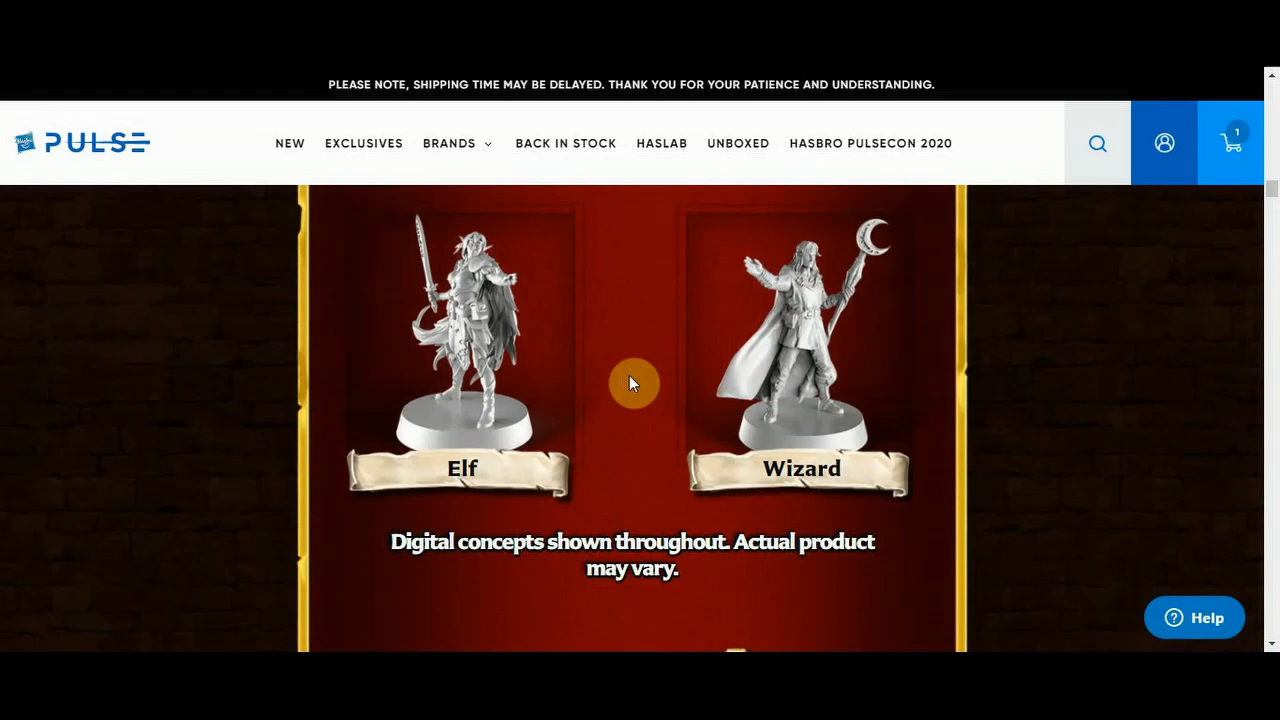 PLEASE NOTE, SHIPPING TIME MAY BE DELAYED. THANK YOU FOR YOUR PATIENCE AND UNDERSTANDING.
Hasbro PULSE NEW EXCLUSIVES BRANDS BACK IN STOCK HASLAB UNBOXED HASBRO PULSECON 2020 1
Elf Wizard
Digital concepts shown throughout. Actual product
may vary.
Help